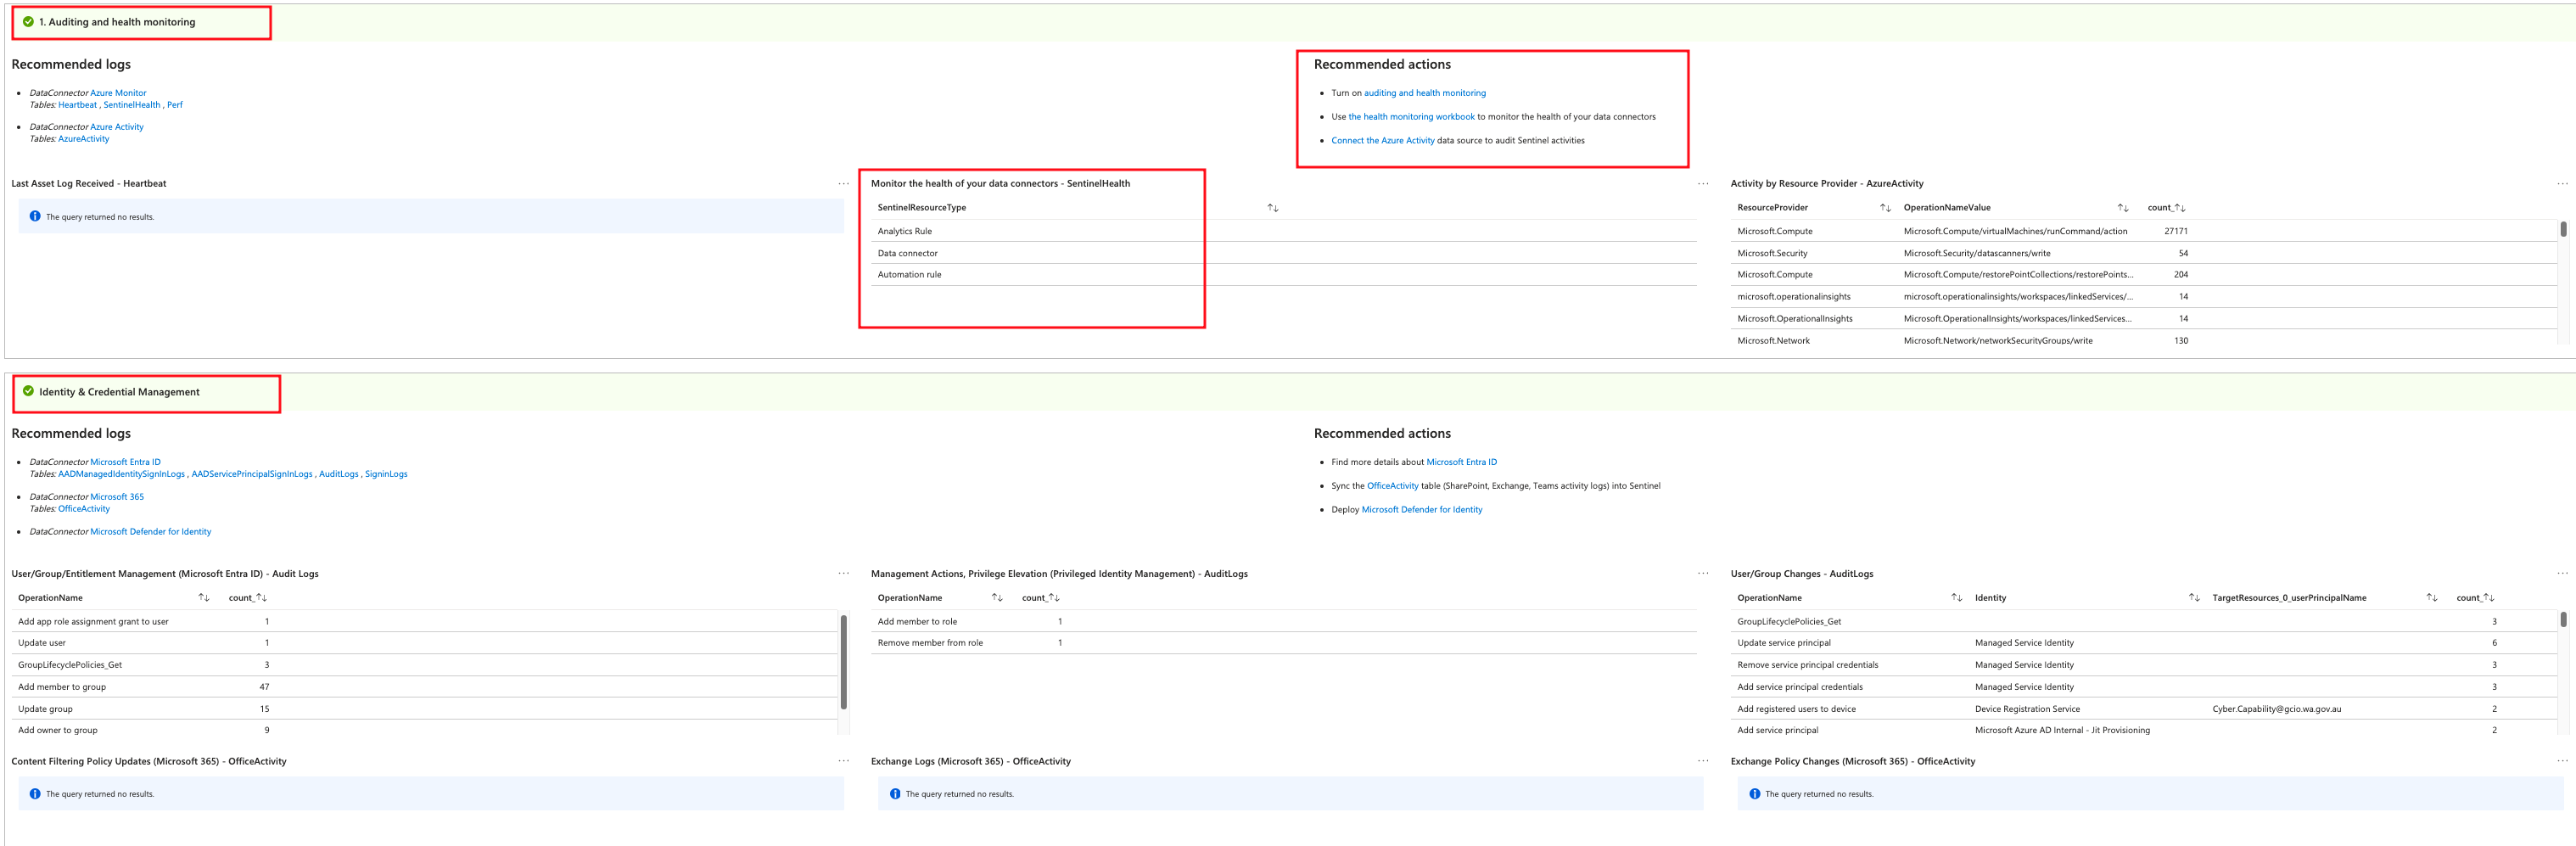 1. Auditing and health monitoring
Recommended logs
DataConnector Azure Monitor
Tables: Heartbeat , SentinelHealth , Perf
DataConnector Azure Activity
Tables: AzureActivity
Recommended actions
Turn on auditing and health monitoring
Use the health monitoring workbook to monitor the health of your data connectors
Connect the Azure Activity data source to audit Sentinel activities
Last Asset Log Received - Heartbeat
The query returned no results.
Monitor the health of your data connectors - SentinelHealth
SentinelResourceType
Analytics Rule
Data connector
Automation rule
Activity by Resource Provider - AzureActivity
ResourceProvider OperationNameValue count_
Microsoft.Compute Microsoft.Compute/virtualMachines/runCommand/action 27171
Microsoft.Security Microsoft.Security/datascanners/write 54
Microsoft.Compute Microsoft.Compute/restorePointCollections/restorePoints... 204
microsoft.operationalinsights microsoft.operationalinsights/workspaces/linkedServices/... 14
Microsoft.OperationalInsights Microsoft.OperationalInsights/workspaces/linkedServices... 14
Microsoft.Network Microsoft.Network/networkSecurityGroups/write 130
Identity & Credential Management
Recommended logs
DataConnector Microsoft Entra ID
Tables: AADManagedIdentitySignInLogs , AADServicePrincipalSignInLogs , AuditLogs , SigninLogs
DataConnector Microsoft 365
Tables: OfficeActivity
DataConnector Microsoft Defender for Identity
Recommended actions
Find more details about Microsoft Entra ID
Sync the OfficeActivity table (SharePoint, Exchange, Teams activity logs) into Sentinel
Deploy Microsoft Defender for Identity
User/Group/Entitlement Management (Microsoft Entra ID) - Audit Logs
OperationName count_
Add app role assignment grant to user 1
Update user 1
GroupLifecyclePolicies_Get 3
Add member to group 47
Update group 15
Add owner to group 9
Management Actions, Privilege Elevation (Privileged Identity Management) - AuditLogs
OperationName count_
Add member to role 1
Remove member from role 1
User/Group Changes - AuditLogs
OperationName Identity TargetResources_0_userPrincipalName count_
GroupLifecyclePolicies_Get 3
Update service principal Managed Service Identity 6
Remove service principal credentials Managed Service Identity 3
Add service principal credentials Managed Service Identity 3
Add registered users to device Device Registration Service Cyber.Capability@gcio.wa.gov.au 2
Add service principal Microsoft Azure AD Internal - Jit Provisioning 2
Content Filtering Policy Updates (Microsoft 365) - OfficeActivity
The query returned no results.
Exchange Logs (Microsoft 365) - OfficeActivity
The query returned no results.
Exchange Policy Changes (Microsoft 365) - OfficeActivity
The query returned no results.